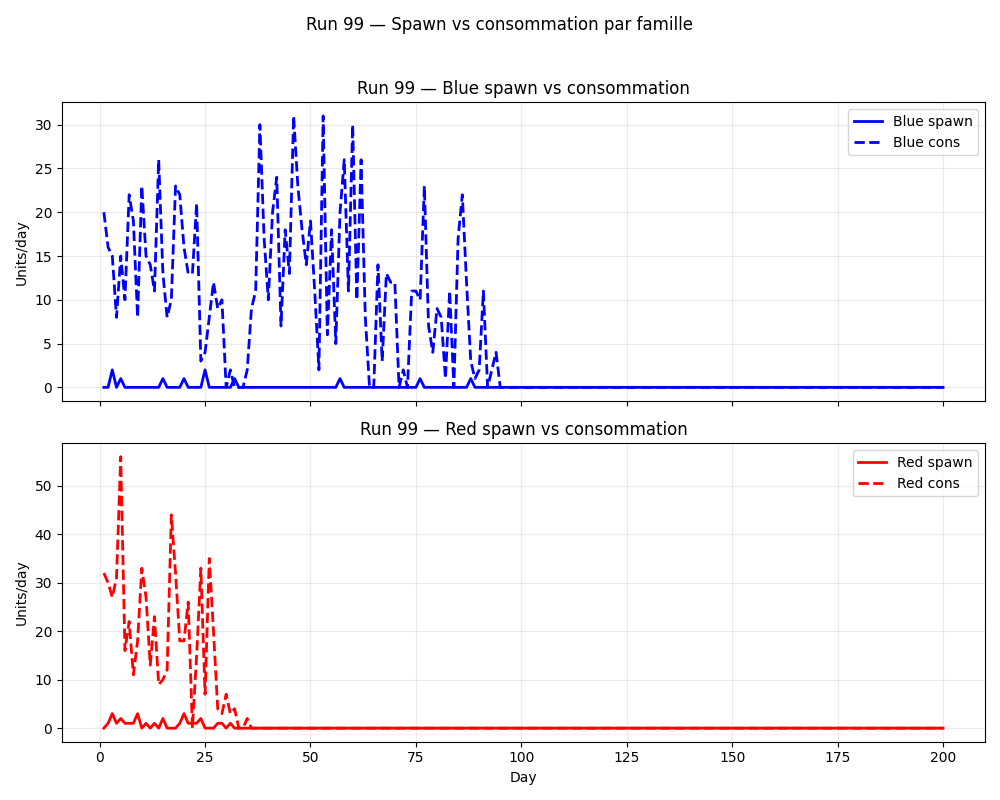 Run 99 — Spawn vs consommation par famille
Run 99 — Blue spawn vs consommation
30
25
20
15
10
5
0
Units/day
Blue spawn
Blue cons
Run 99 — Red spawn vs consommation
50
40
30
20
10
0
Units/day
Red spawn
Red cons
0 25 50 75 100 125 150 175 200
Day